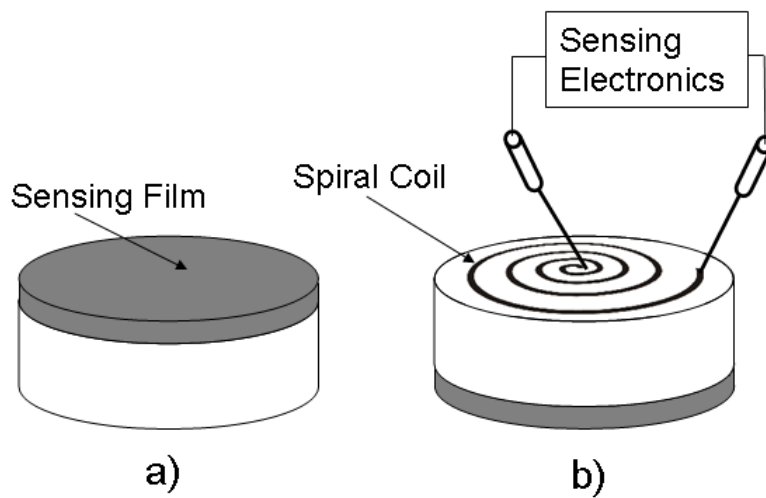 Sensing
Electronics
Spiral Coil
Sensing Film
a)
b)